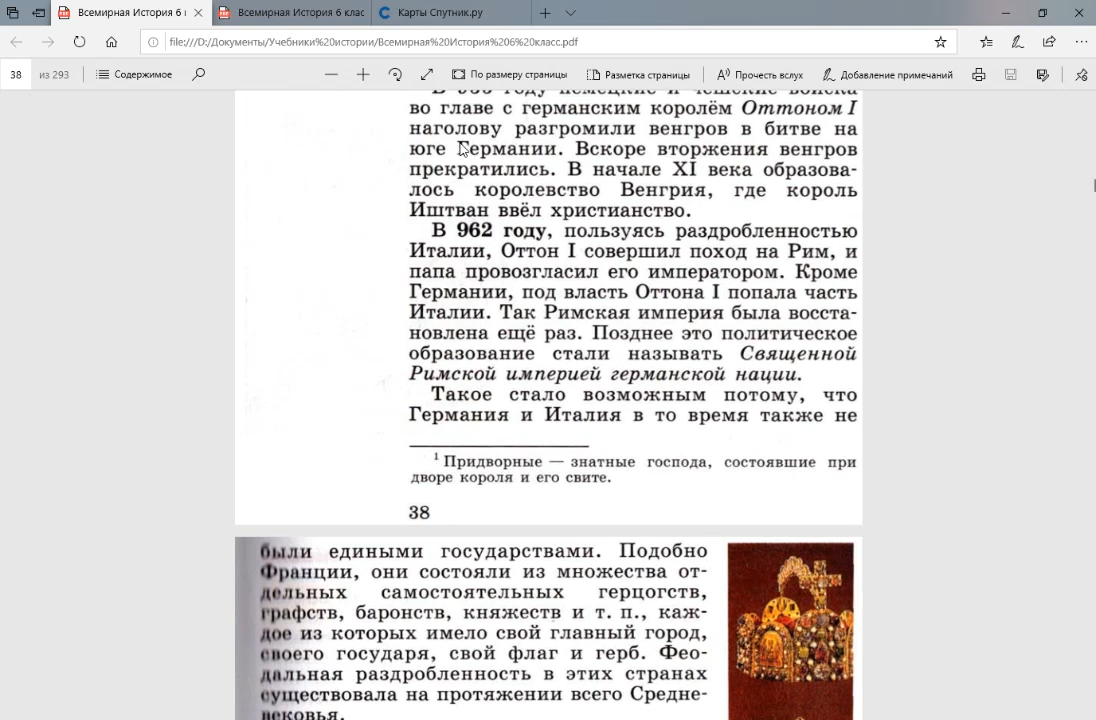 Всемирная История 6 к
Всемирная История 6 клас
Карты Спутник.ру
file:///D:/Документы/Учебники%20истории/Всемирная%20История%206%20класс.pdf
38 из 293 Содержимое По размеру страницы Разметка страницы Прочесть вслух Добавление примечаний
во главе с германским королём Оттоном I
наголову разгромили венгров в битве на
юге Германии. Вскоре вторжения венгров
прекратились. В начале XI века образова-
лось королевство Венгрия, где король
Иштван ввёл христианство.
В 962 году, пользуясь раздробленностью
Италии, Оттон I совершил поход на Рим, и
папа провозгласил его императором. Кроме
Германии, под власть Оттона I попала часть
Италии. Так Римская империя была восста-
новлена ещё раз. Позднее это политическое
образование стали называть Священной
Римской империей германской нации.
Такое стало возможным потому, что
Германия и Италия в то время также не
1 Придворные — знатные господа, состоявшие при
дворе короля и его свите.
38
были едиными государствами. Подобно
Франции, они состояли из множества от-
дельных самостоятельных герцогств,
графств, баронств, княжеств и т. п., каж-
дое из которых имело свой главный город,
своего государя, свой флаг и герб. Фео-
дальная раздробленность в этих странах
существовала на протяжении всего Средне-
вековья.